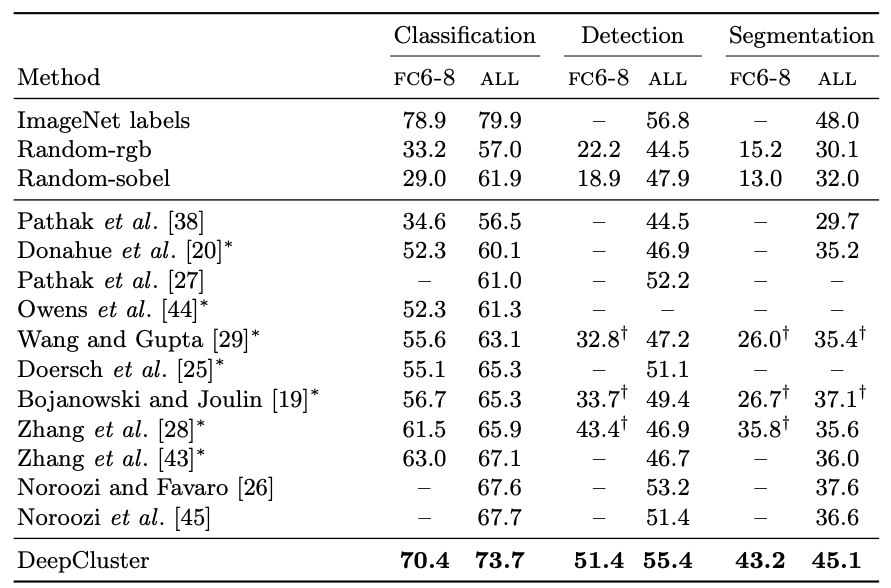 Classification Detection Segmentation
Method FC6-8 ALL FC6-8 ALL FC6-8 ALL
ImageNet labels 78.9 79.9 – 56.8 – 48.0
Random-rgb 33.2 57.0 22.2 44.5 15.2 30.1
Random-sobel 29.0 61.9 18.9 47.9 13.0 32.0
Pathak et al. [38] 34.6 56.5 – 44.5 – 29.7
Donahue et al. [20]* 52.3 60.1 – 46.9 – 35.2
Pathak et al. [27] – 61.0 – 52.2 – –
Owens et al. [44]* 52.3 61.3 – – – –
Wang and Gupta [29]* 55.6 63.1 32.8† 47.2 26.0† 35.4†
Doersch et al. [25]* 55.1 65.3 – 51.1 – –
Bojanowski and Joulin [19]* 56.7 65.3 33.7† 49.4 26.7† 37.1†
Zhang et al. [28]* 61.5 65.9 43.4† 46.9 35.8† 35.6
Zhang et al. [43]* 63.0 67.1 – 46.7 – 36.0
Noroozi and Favaro [26] – 67.6 – 53.2 – 37.6
Noroozi et al. [45] – 67.7 – 51.4 – 36.6
DeepCluster 70.4 73.7 51.4 55.4 43.2 45.1